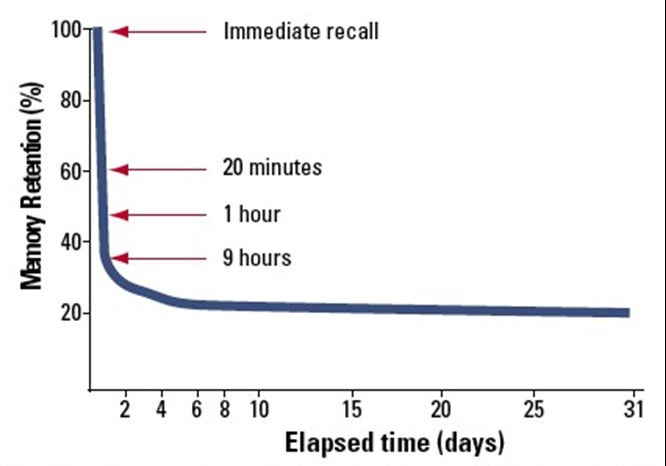 Memory Retention (%)
100
80
60
40
20
Immediate recall
20 minutes
1 hour
9 hours
2 4 6 8 10 15 20 25 31
Elapsed time (days)